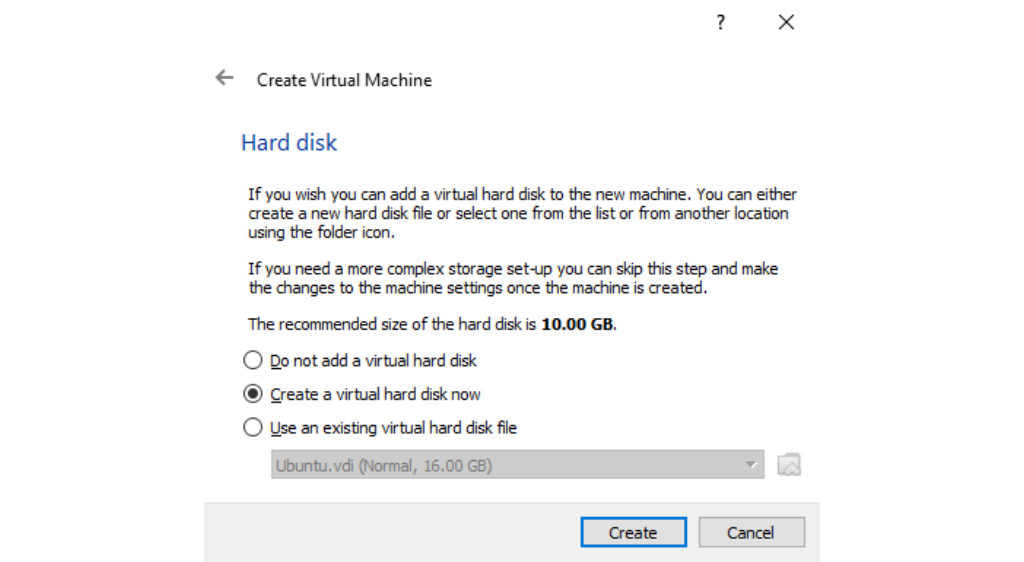 ?
Create Virtual Machine
Hard disk
If you wish you can add a virtual hard disk to the new machine. You can either
create a new hard disk file or select one from the list or from another location
using the folder icon.
If you need a more complex storage set-up you can skip this step and make
the changes to the machine settings once the machine is created.
The recommended size of the hard disk is 10.00 GB.
Do not add a virtual hard disk
Create a virtual hard disk now
Use an existing virtual hard disk file
Ubuntu.vdi (Normal, 16.00 GB)
Create Cancel